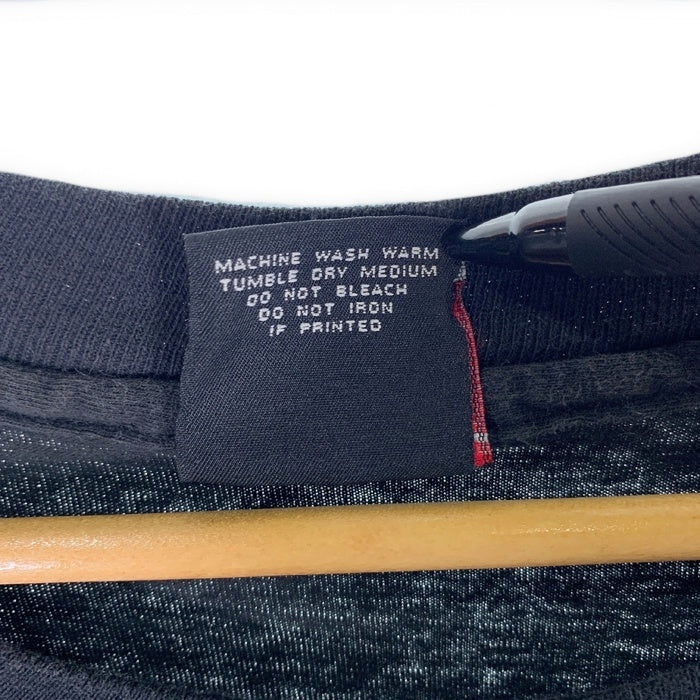 MACHINE WASH WARM
TUMBLE DRY MEDIUM
DO NOT BLEACH
DO NOT IRON
IF PRINTED